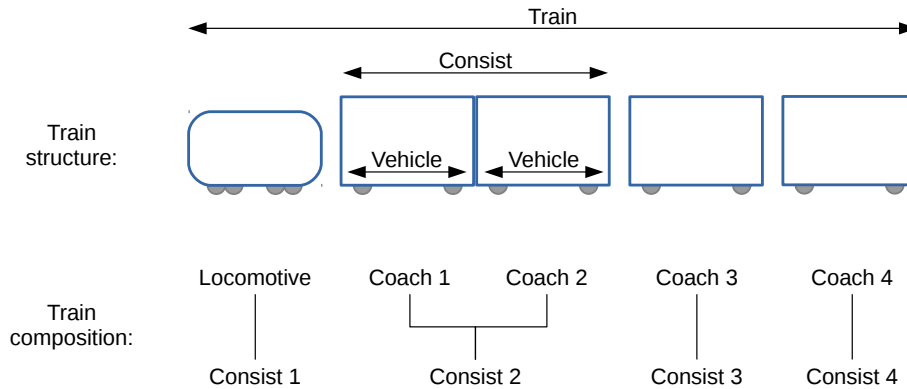 Train
Consist
Train
structure:
Vehicle Vehicle
Locomotive Coach 1 Coach 2 Coach 3 Coach 4
Train
composition:
Consist 1 Consist 2 Consist 3 Consist 4